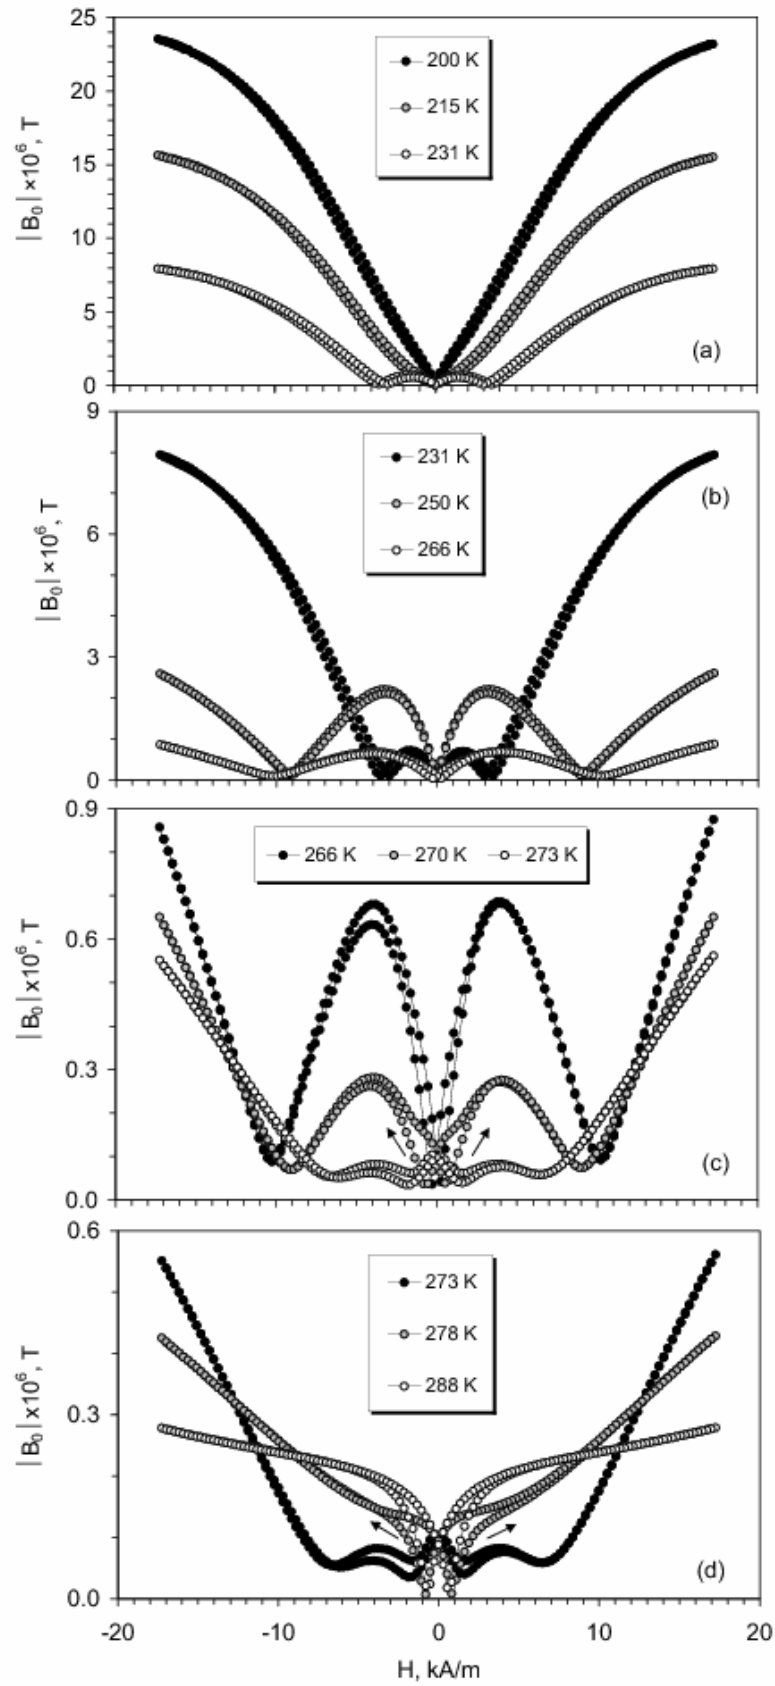 25
20
15
10
5
0
|B₀|×10⁶, T
200 K
215 K
231 K
(a)
9
6
3
0
|B₀|×10⁶, T
231 K
250 K
266 K
(b)
0.9
0.6
0.3
0.0
|B₀|x10⁶, T
266 K 270 K 273 K
(c)
0.6
0.3
0.0
|B₀|x10⁶, T
273 K
278 K
288 K
(d)
-20 -10 0 10 20
H, kA/m